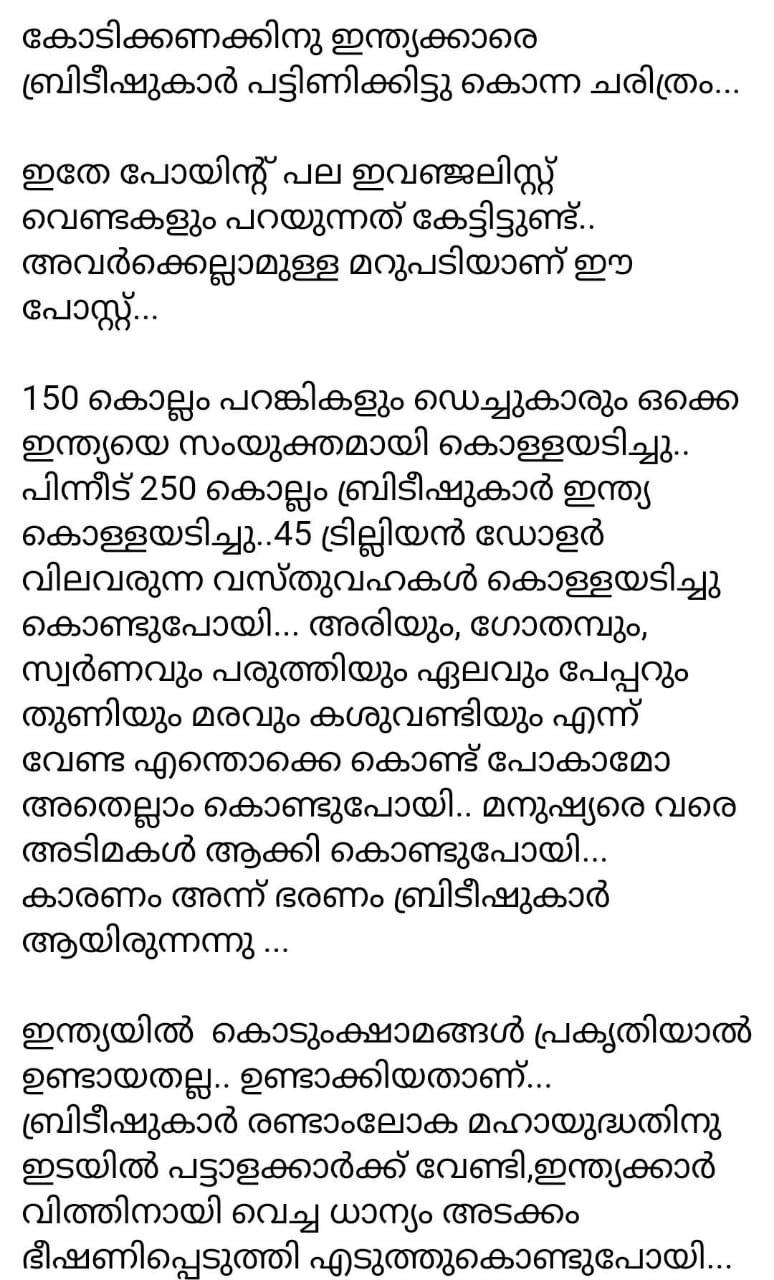 കോടിക്കണക്കിനു ഇന്ത്യക്കാരെ
ബ്രിടീഷുകാർ പട്ടിണിക്കിട്ടു കൊന്ന ചരിത്രം...
ഇതേ പോയിന്റ് പല ഇവഞ്ജലിസ്റ്റ്
വെണ്ടകളും പറയുന്നത് കേട്ടിട്ടുണ്ട്..
അവർക്കെല്ലാമുള്ള മറുപടിയാണ് ഈ
പോസ്റ്റ്...
150 കൊല്ലം പറങ്കികളും ഡെച്ചുകാരും ഒക്കെ
ഇന്ത്യയെ സംയുക്തമായി കൊള്ളയടിച്ചു..
പിന്നീട് 250 കൊല്ലം ബ്രിടീഷുകാർ ഇന്ത്യ
കൊള്ളയടിച്ചു..45 ട്രില്ലിയൻ ഡോളർ
വിലവരുന്ന വസ്തുവഹകൾ കൊള്ളയടിച്ചു
കൊണ്ടുപോയി... അരിയും, ഗോതമ്പും,
സ്വർണവും പരുത്തിയും ഏലവും പേപ്പറും
തുണിയും മരവും കശുവണ്ടിയും എന്ന്
വേണ്ട എന്തൊക്കെ കൊണ്ട് പോകാമോ
അതെല്ലാം കൊണ്ടുപോയി.. മനുഷ്യരെ വരെ
അടിമകൾ ആക്കി കൊണ്ടുപോയി...
കാരണം അന്ന് ഭരണം ബ്രിടീഷുകാർ
ആയിരുന്നന്നു ...
ഇന്ത്യയിൽ  കൊടുംക്ഷാമങ്ങൾ പ്രകൃതിയാൽ
ഉണ്ടായതല്ല.. ഉണ്ടാക്കിയതാണ്...
ബ്രിടീഷുകാർ രണ്ടാംലോക മഹായുദ്ധതിനു
ഇടയിൽ പട്ടാളക്കാർക്ക് വേണ്ടി,ഇന്ത്യക്കാർ
വിത്തിനായി വെച്ച ധാന്യം അടക്കം
ഭീഷണിപ്പെടുത്തി എടുത്തുകൊണ്ടുപോയി...